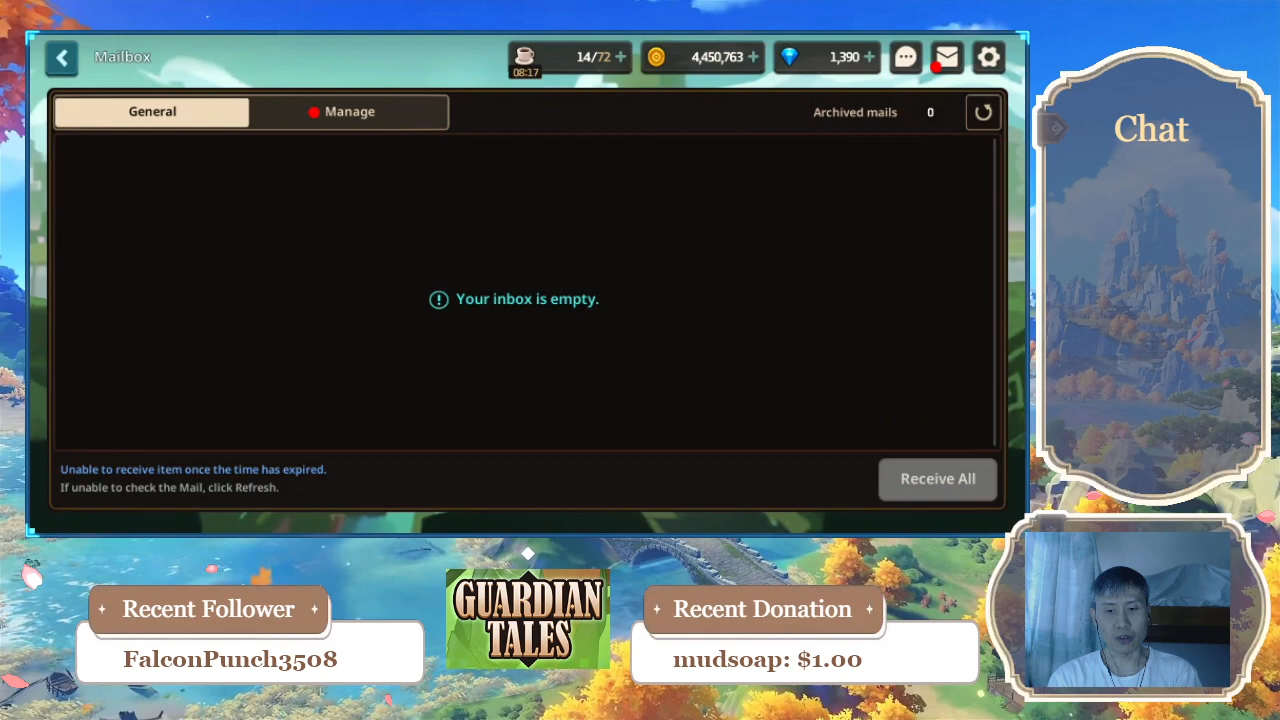 Mailbox
14/72
08:17
4,450,763
1,390
General
Manage
Archived mails 0
Your inbox is empty.
Unable to receive item once the time has expired.
If unable to check the Mail, click Refresh.
Receive All
Chat
Recent Follower
FalconPunch3508
GUARDIAN
TALES
Recent Donation
mudsoap: $1.00